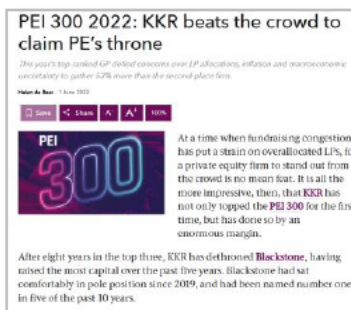 PEI 300 2022: KKR beats the crowd to
claim PE's throne
This year's top-ranked GP defied concerns over LP allocations, inflation and macroeconomic
uncertainty to gather 63% more than the second-place firm.
Helen de Beer - 1 June 2022
Save
Share
A-
A+
100%
PEI
300
At a time when fundraising congestion
has put a strain on overallocated LPs, fo
a private equity firm to stand out from
the crowd is no mean feat. It is all the
more impressive, then, that KKR has
not only topped the PEI 300 for the firs
time, but has done so by an
enormous margin.
After eight years in the top three, KKR has dethroned Blackstone, having
raised the most capital over the past five years. Blackstone had sat
comfortably in pole position since 2019, and had been named number one
in five of the past 10 years.